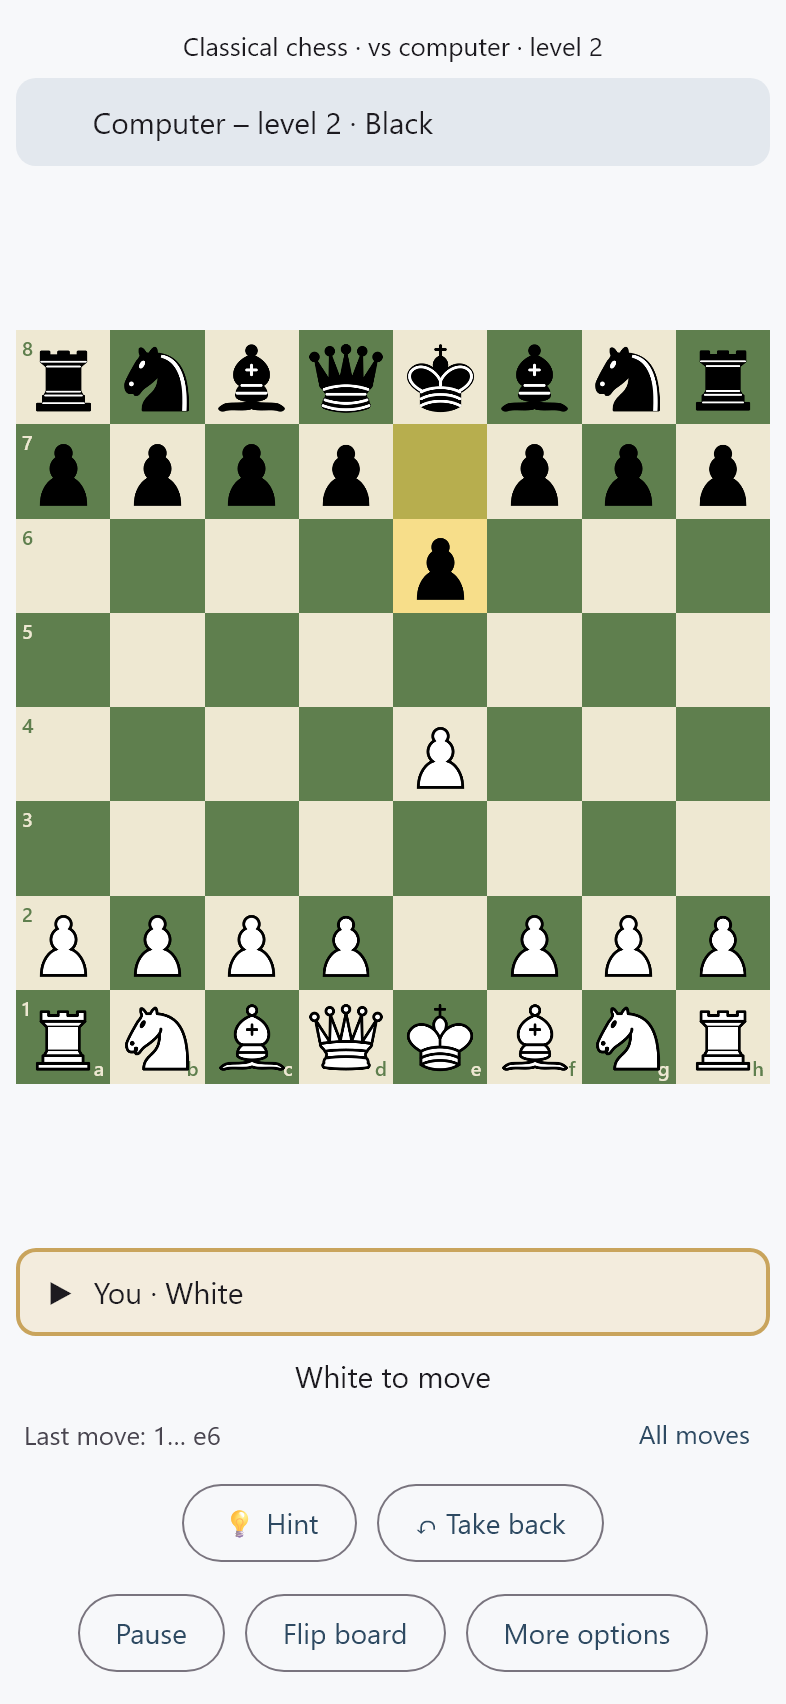 Classical chess · vs computer · level 2
Computer – level 2 · Black
8
7
6
5
4
3
2
1
a b c d e f g h
You · White
White to move
Last move: 1… e6 All moves
Hint Take back
Pause Flip board More options